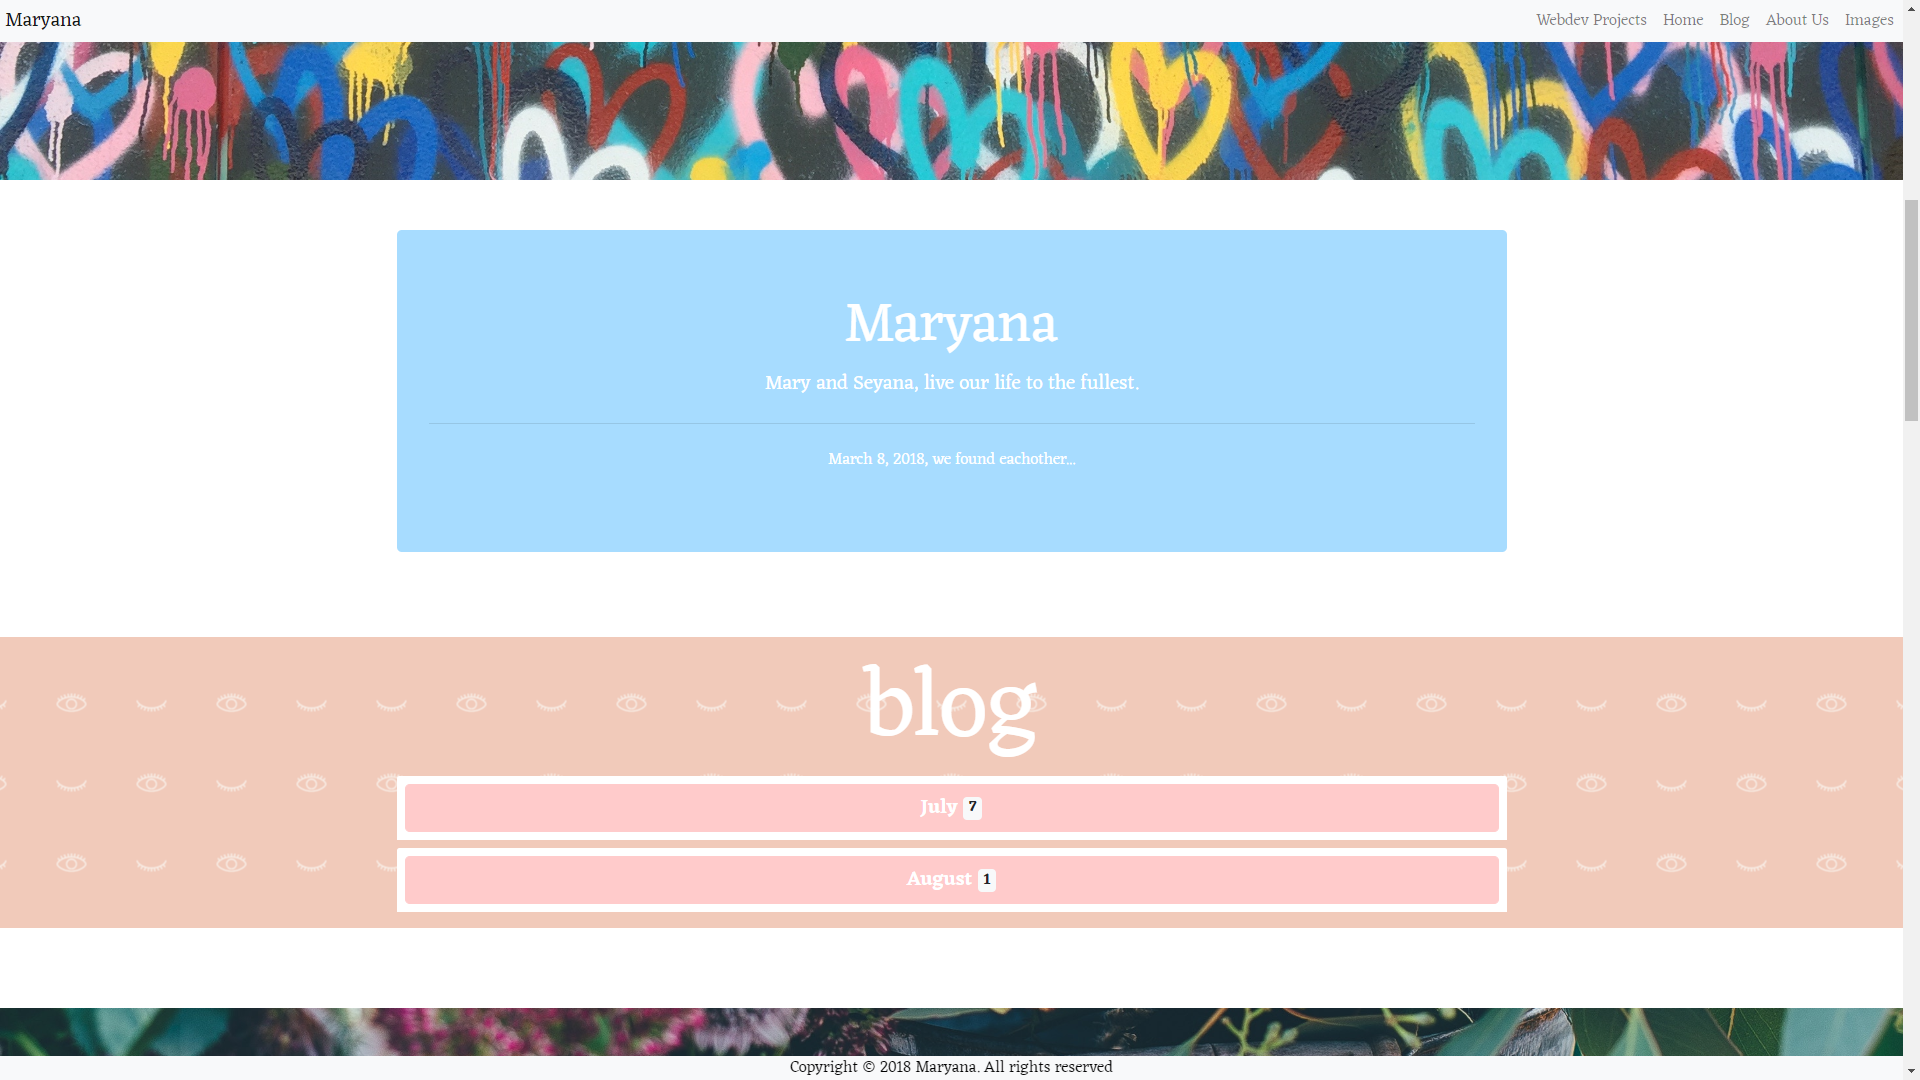 Maryana
Webdev Projects Home Blog About Us Images
Maryana
Mary and Seyana, live our life to the fullest.
March 8, 2018, we found eachother...
blog
July 7
August 1
Copyright © 2018 Maryana. All rights reserved